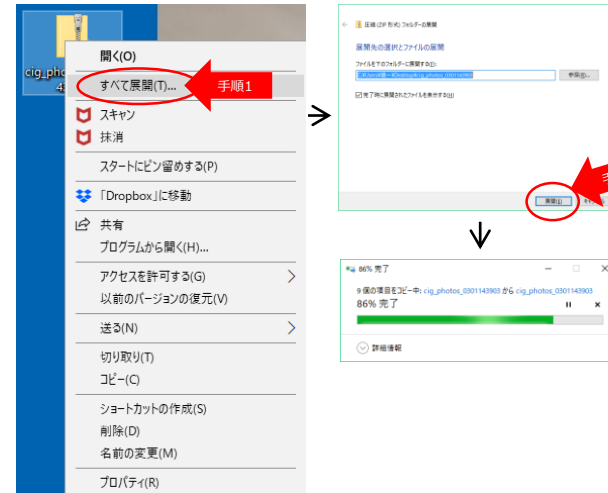 cig_pho
4
開く(O)
すべて展開(T)...
手順1
スキャン
抹消
スタートにピン留めする(P)
「Dropbox」に移動
共有
プログラムから開く(H)...
アクセスを許可する(G)
以前のバージョンの復元(V)
送る(N)
切り取り(T)
コピー(C)
ショートカットの作成(S)
削除(D)
名前の変更(M)
プロパティ(R)
圧縮 (ZIP 形式) フォルダーの展開
展開先の選択とファイルの展開
ファイルを下のフォルダーに展開する(F):
参照(R)...
完了時に展開されたファイルを表示する(H)
展開(E)
86% 完了
9 個の項目をコピー中: cig_photos_0301143903 から cig_photos_0301143903
86% 完了
詳細情報